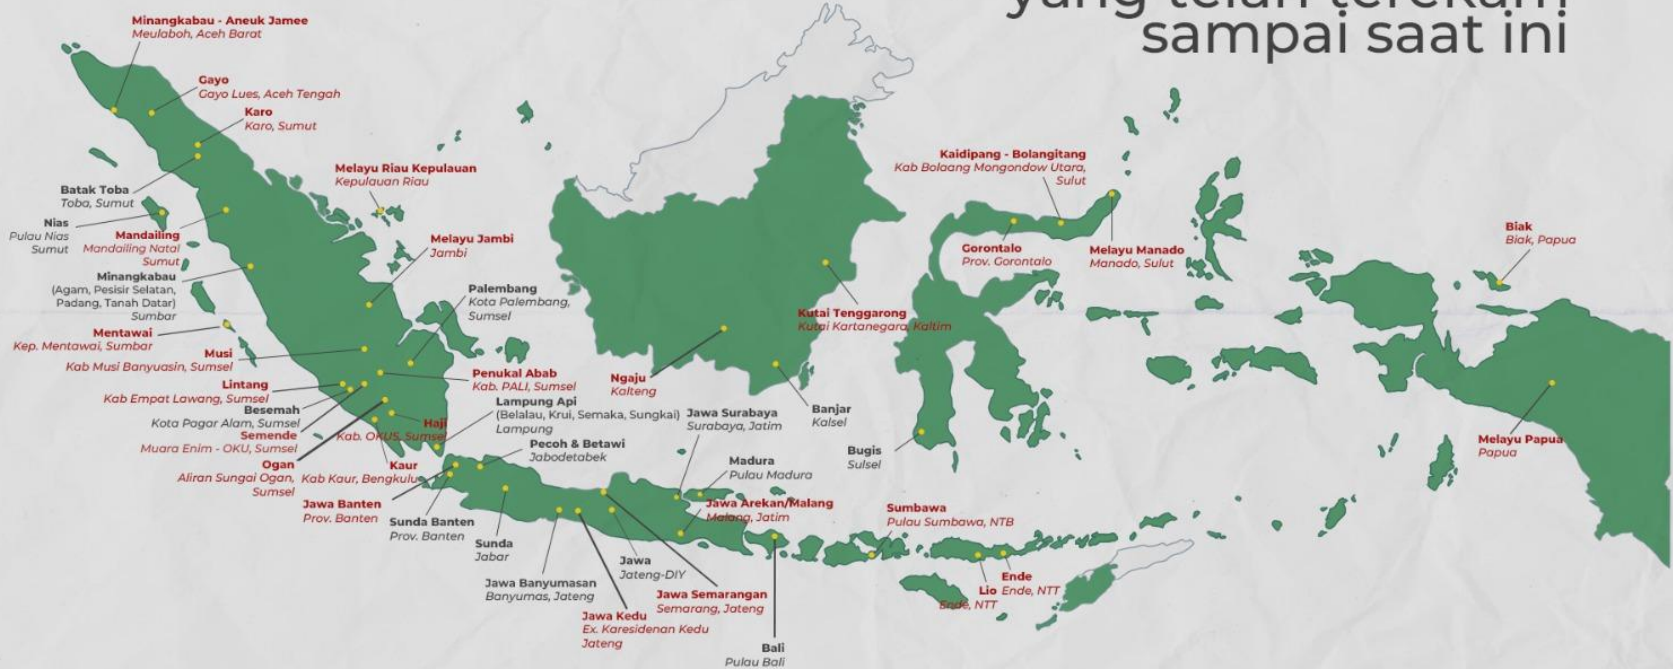 yang telah terekam
sampai saat ini
Minangkabau - Aneuk Jamee
Meulaboh, Aceh Barat
Gayo
Gayo Lues, Aceh Tengah
Karo
Karo, Sumut
Batak Toba
Toba, Sumut
Nias
Pulau Nias
Sumut
Mandailing
Mandailing Natal
Sumut
Minangkabau
(Agam, Pesisir Selatan,
Padang, Tanah Datar)
Sumbar
Mentawai
Kep. Mentawai, Sumbar
Musi
Kab Musi Banyuasin, Sumsel
Lintang
Kab Empat Lawang, Sumsel
Besemah
Kota Pagar Alam, Sumsel
Semende
Muara Enim - OKU, Sumsel
Ogan
Aliran Sungai Ogan,
Sumsel
Melayu Riau Kepulauan
Kepulauan Riau
Melayu Jambi
Jambi
Palembang
Kota Palembang,
Sumsel
Penukal Abab
Kab. PALI, Sumsel
Lampung Api
(Belalau, Krui, Semaka, Sungkai)
Lampung
Haji
Kab. OKUS, Sumsel
Kaur
Kab Kaur, Bengkulu
Pecoh & Betawi
Jabodetabek
Jawa Banten
Prov. Banten
Sunda Banten
Prov. Banten
Sunda
Jabar
Jawa Banyumasan
Banyumas, Jateng
Jawa Kedu
Ex. Karesidenan Kedu
Jateng
Jawa
Jateng-DIY
Jawa Semarangan
Semarang, Jateng
Jawa Surabaya
Surabaya, Jatim
Madura
Pulau Madura
Jawa Arekan/Malang
Malang, Jatim
Bali
Pulau Bali
Ngaju
Kalteng
Kutai Tenggarong
Kutai Kartanegara, Kaltim
Banjar
Kalsel
Bugis
Sulsel
Kaidipang - Bolangitang
Kab Bolaang Mongondow Utara,
Sulut
Gorontalo
Prov. Gorontalo
Melayu Manado
Manado, Sulut
Sumbawa
Pulau Sumbawa, NTB
Lio
Ende, NTT
Ende
Ende, NTT
Biak
Biak, Papua
Melayu Papua
Papua